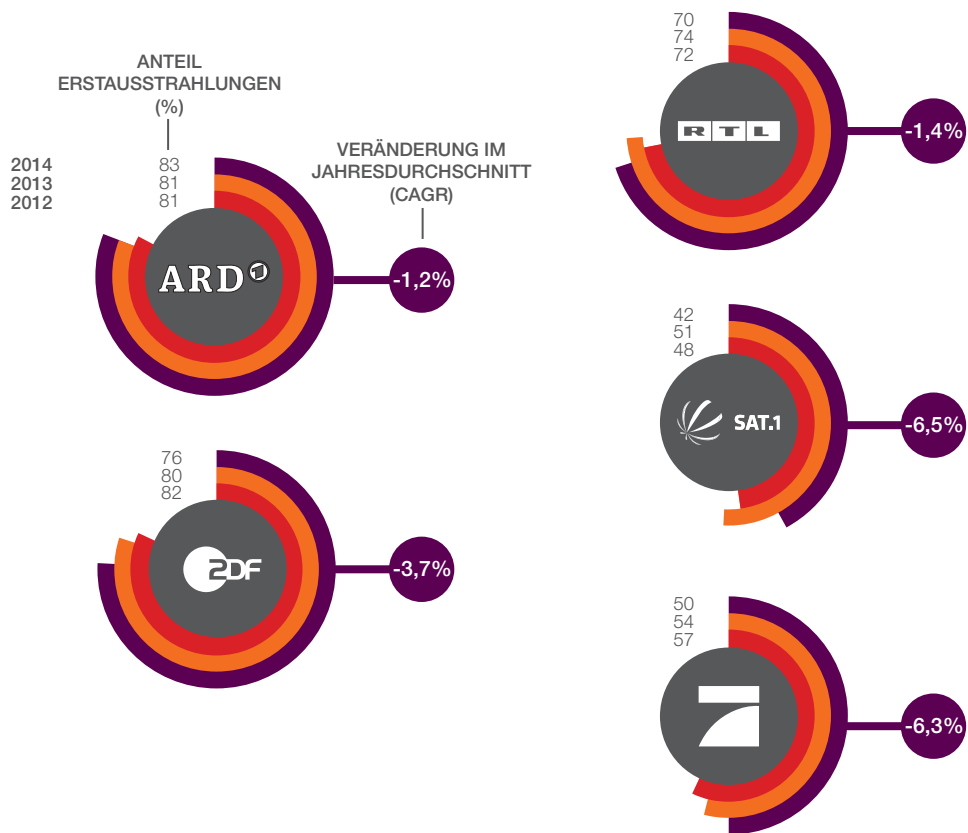 ANTEIL
ERSTAUSSTRAHLUNGEN
(%)
VERÄNDERUNG IM
JAHRESDURCHSCHNITT
(CAGR)
2014
2013
2012
83
81
81
ARD
-1,2%
76
80
82
2DF
-3,7%
70
74
72
RTL
-1,4%
42
51
48
SAT.1
-6,5%
50
54
57
-6,3%